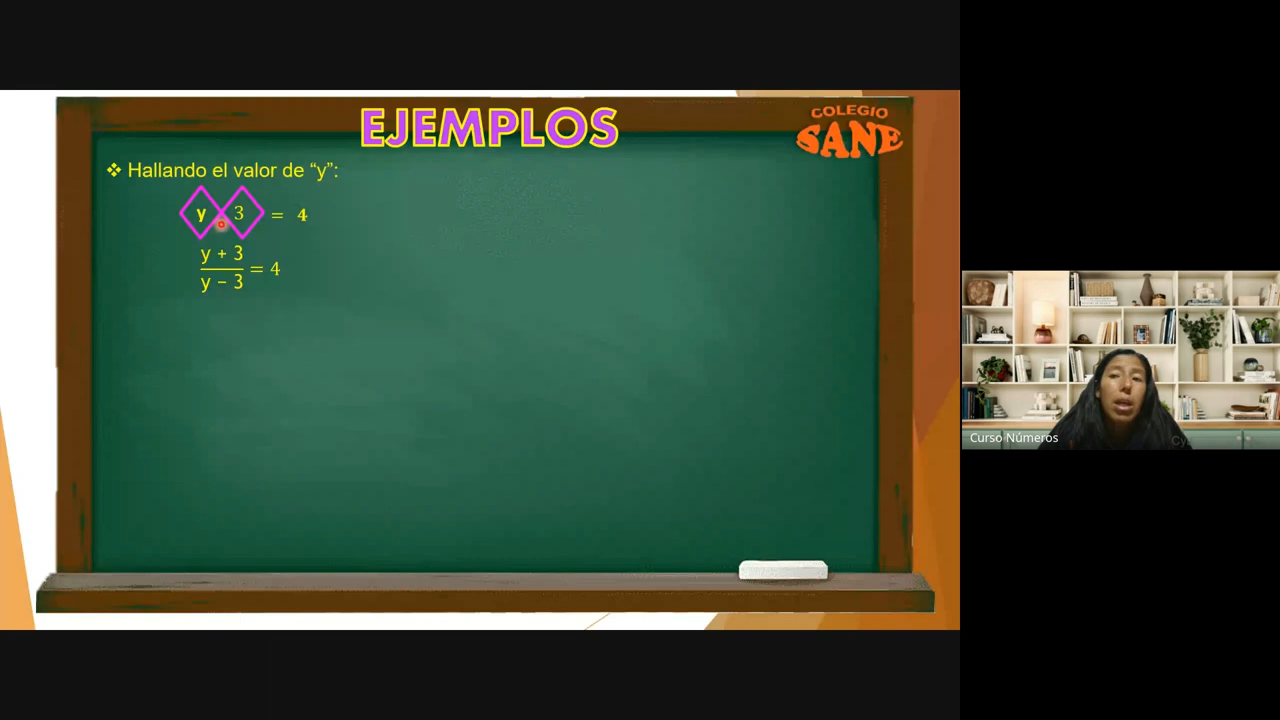 EJEMPLOS
COLEGIO
SANE
❖ Hallando el valor de “y”:
y 3 = 4
y + 3
y − 3
= 4
Curso Números